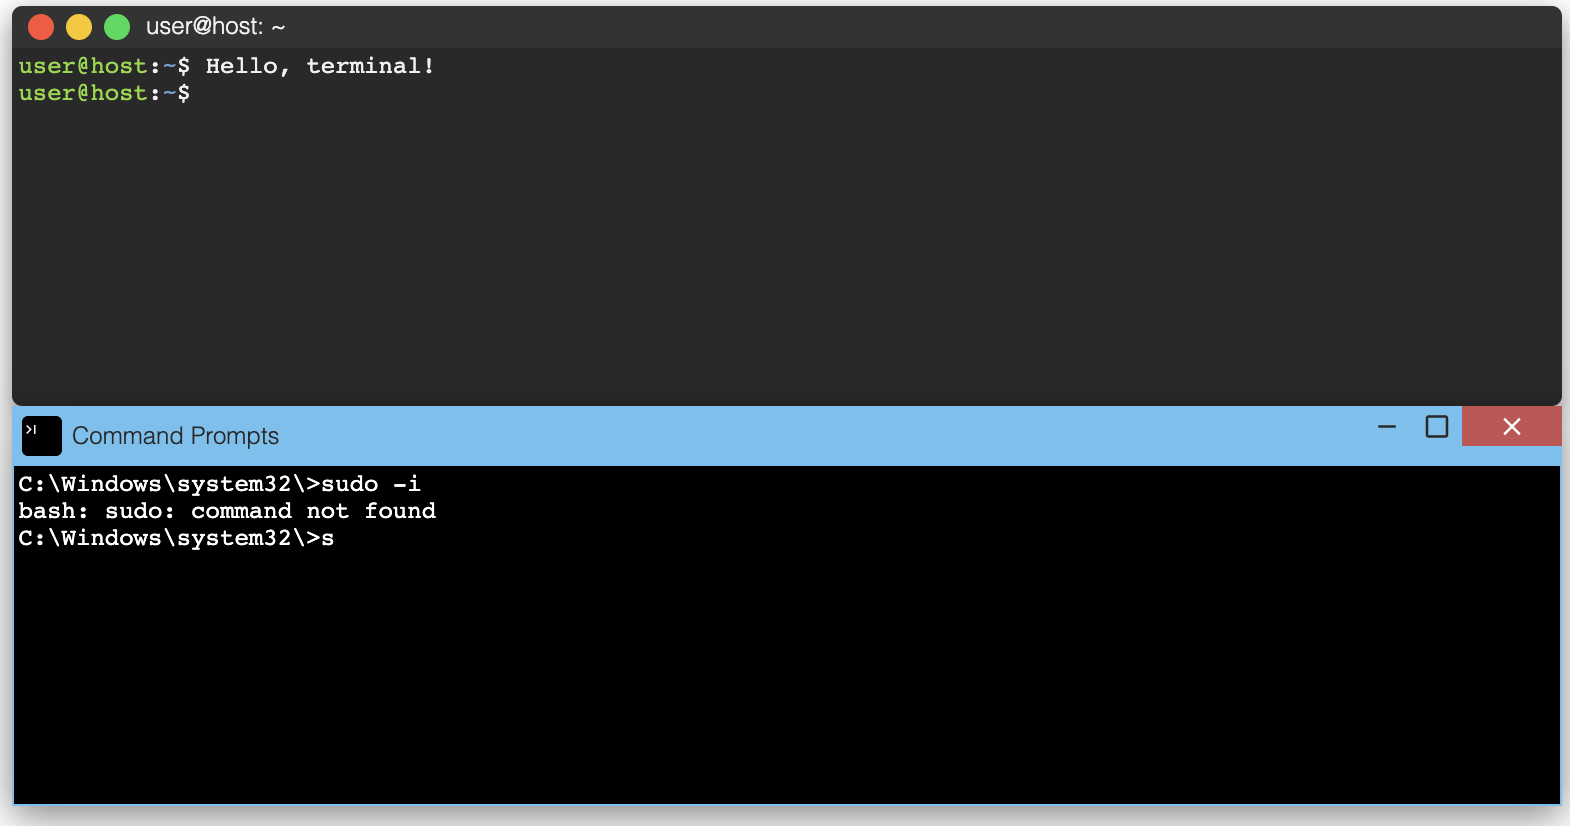 user@host: ~
user@host:~$ Hello, terminal!
user@host:~$
Command Prompts
C:\Windows\system32\>sudo -i
bash: sudo: command not found
C:\Windows\system32\>s